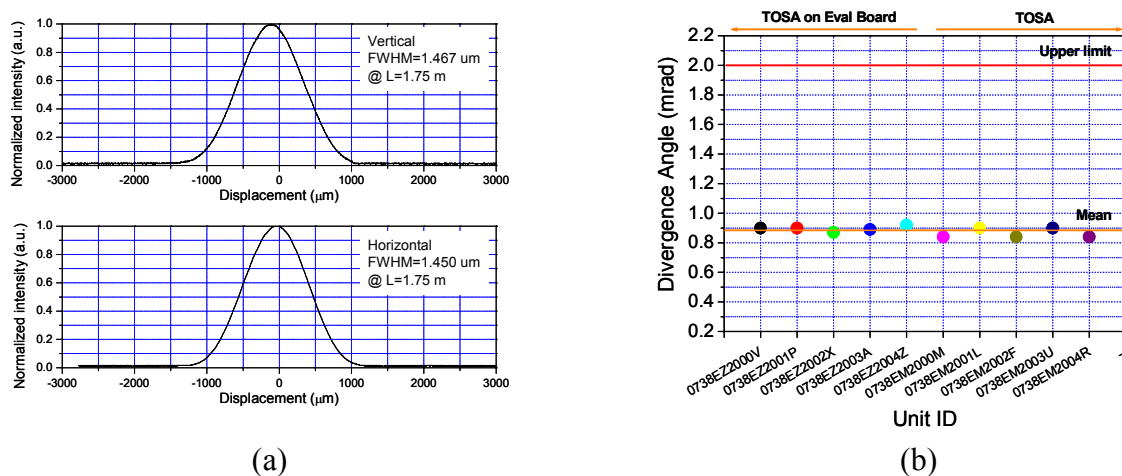 Normalized intensity (a.u.)
1.0
0.8
0.6
0.4
0.2
0.0
Vertical
FWHM=1.467 um
@ L=1.75 m
-3000 -2000 -1000 0 1000 2000 3000
Displacement (μm)
Normalized intensity (a.u.)
1.0
0.8
0.6
0.4
0.2
0.0
Horizontal
FWHM=1.450 um
@ L=1.75 m
-3000 -2000 -1000 0 1000 2000 3000
Displacement (μm)
(a)
TOSA on Eval Board TOSA
Divergence Angle (mrad)
2.2
2.0
1.8
1.6
1.4
1.2
1.0
0.8
0.6
0.4
0.2
Upper limit
Mean
0738EZ2000V
0738EZ2001P
0738EZ2002X
0738EZ2003A
0738EZ2004Z
0738EM2000M
0738EM2001L
0738EM2002F
0738EM2003U
0738EM2004R
-
Unit ID
(b)